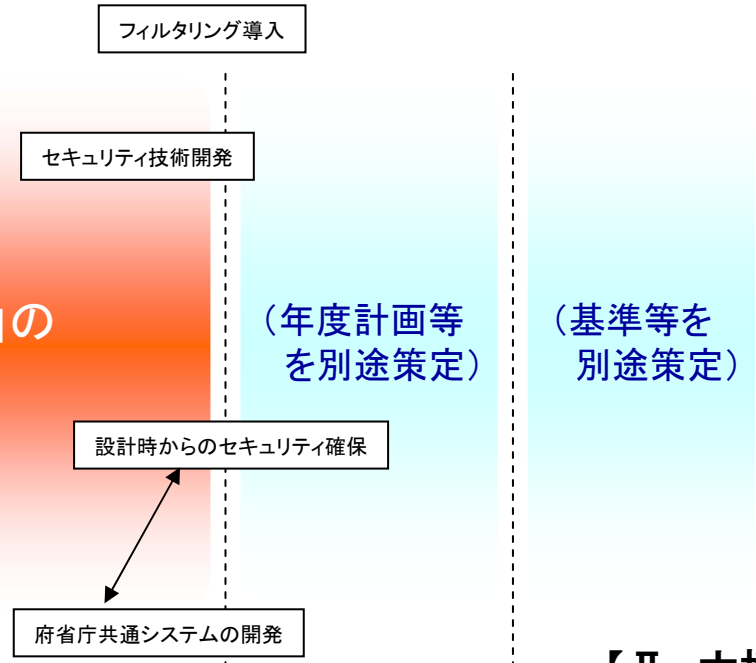 フィルタリング導入
セキュリティ技術開発
の
（年度計画等
を別途策定）
（基準等を
別途策定）
設計時からのセキュリティ確保
府省庁共通システムの開発
【Ⅱ